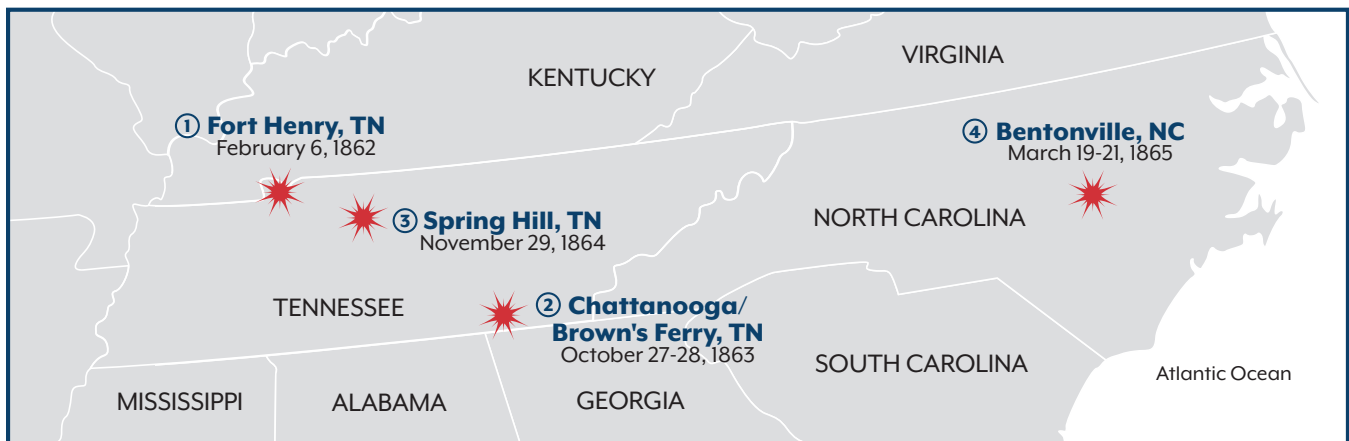 VIRGINIA
KENTUCKY
① Fort Henry, TN
February 6, 1862
④ Bentonville, NC
March 19-21, 1865
③ Spring Hill, TN
November 29, 1864
NORTH CAROLINA
TENNESSEE
② Chattanooga/
Brown's Ferry, TN
October 27-28, 1863
SOUTH CAROLINA
Atlantic Ocean
MISSISSIPPI
ALABAMA
GEORGIA